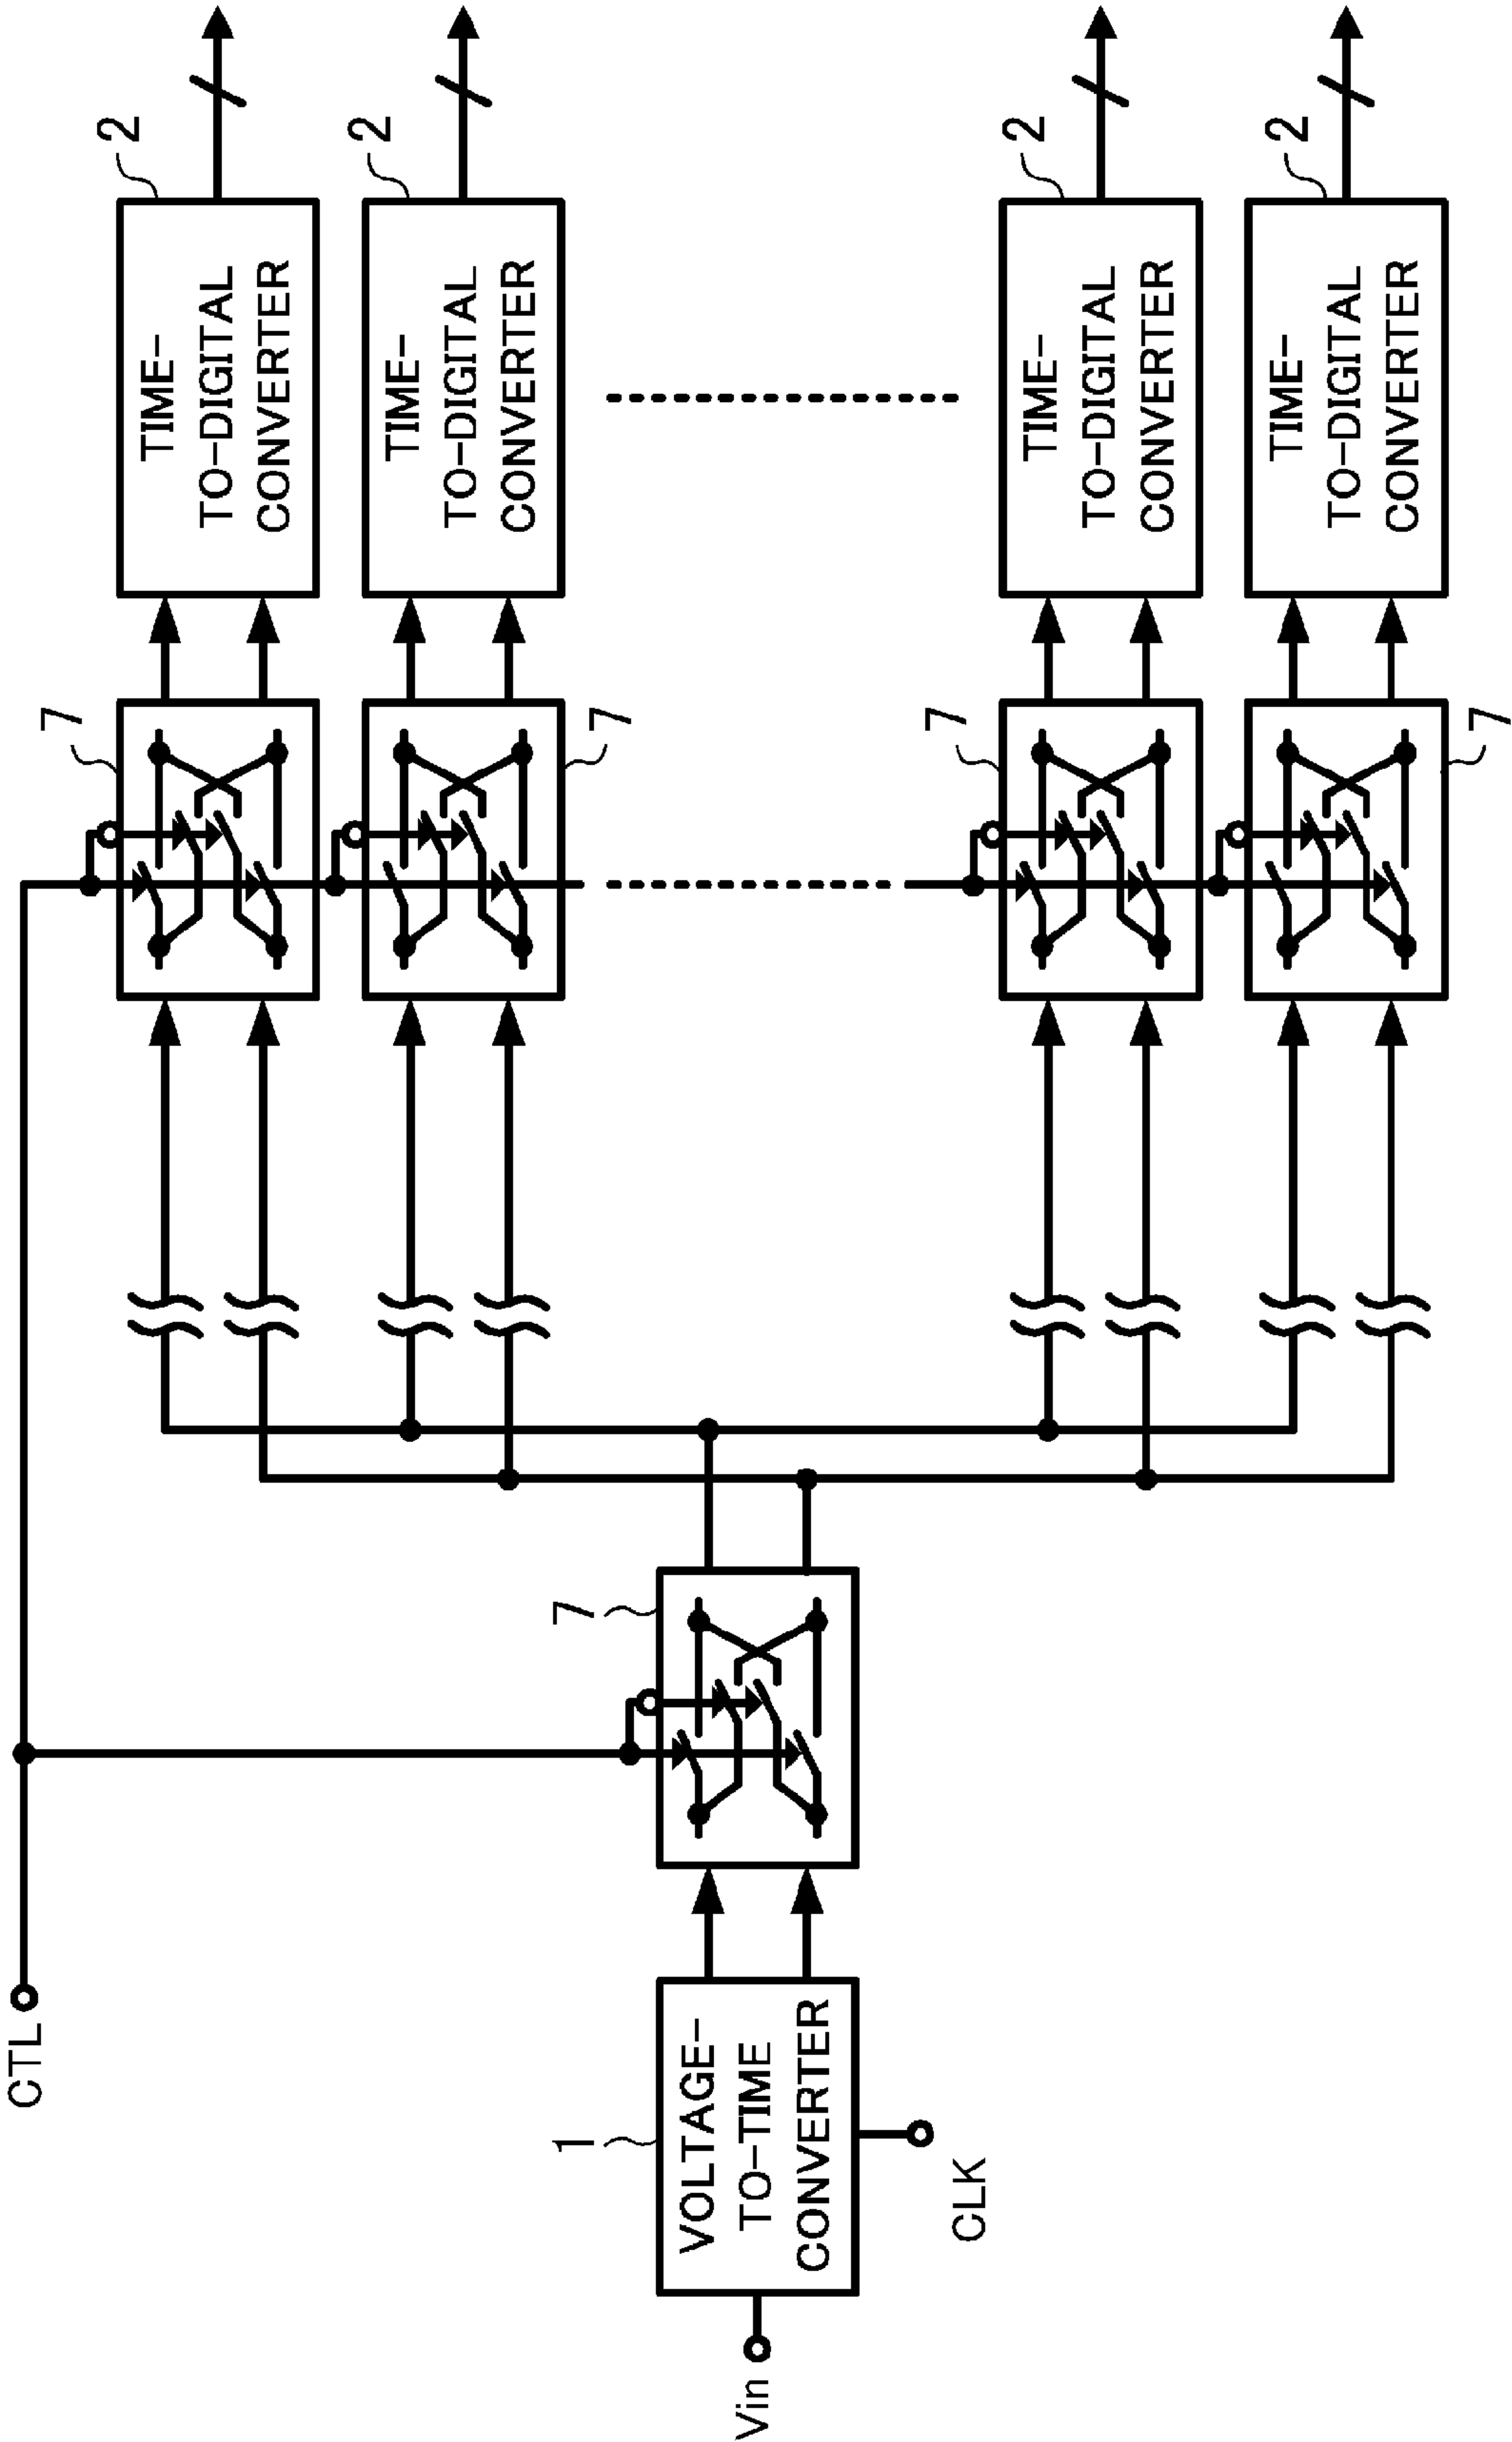 CTL
Vin
1
VOLTAGE-
TO-TIME
CONVERTER
CLK
7
7
7
7
7
2
TIME-
TO-DIGITAL
CONVERTER
2
TIME-
TO-DIGITAL
CONVERTER
2
TIME-
TO-DIGITAL
CONVERTER
2
TIME-
TO-DIGITAL
CONVERTER